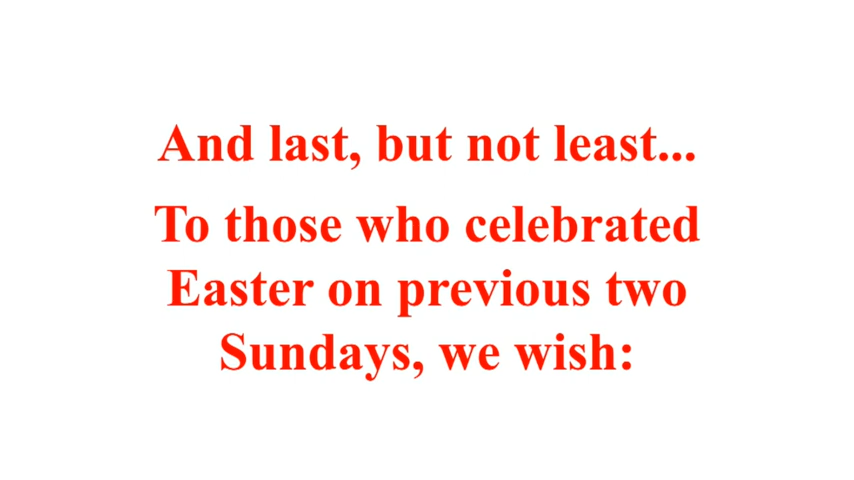 And last, but not least...
To those who celebrated
Easter on previous two
Sundays, we wish: